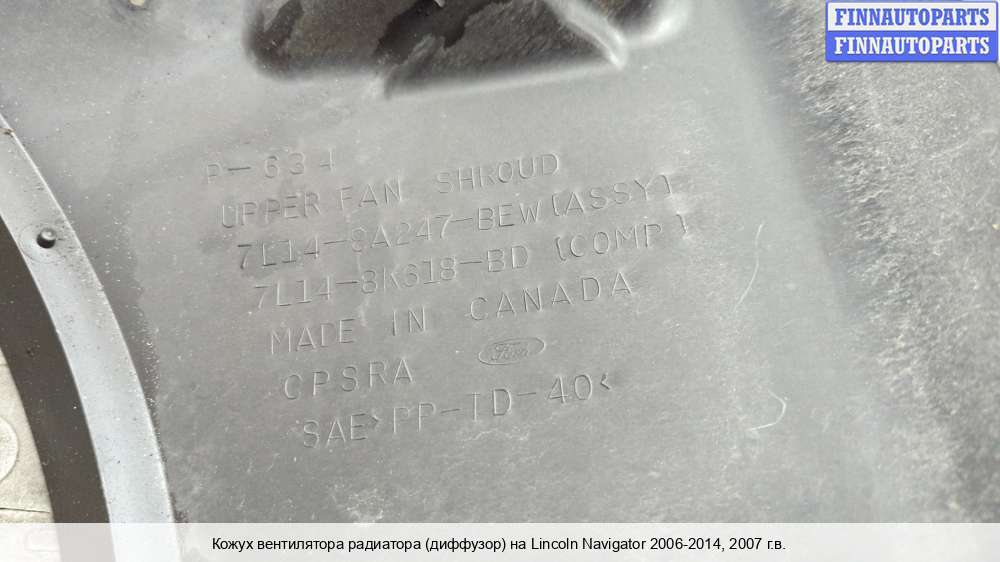 FINNAUTOPARTS
FINNAUTOPARTS
P-634
UPPER FAN SHROUD
7L14-8A247-BEW (ASSY)
7L14-8K618-BD (COMP)
MADE IN CANADA
CPSRA Ford
SAE >PP-TD-40<
Кожух вентилятора радиатора (диффузор) на Lincoln Navigator 2006-2014, 2007 г.в.